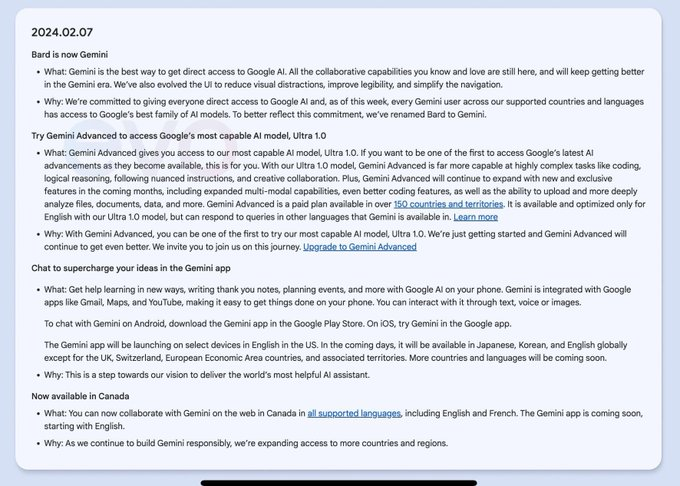 2024.02.07
Bard is now Gemini
• What: Gemini is the best way to get direct access to Google AI. All the collaborative capabilities you know and love are still here, and will keep getting better
in the Gemini era. We've also evolved the UI to reduce visual distractions, improve legibility, and simplify the navigation.
• Why: We're committed to giving everyone direct access to Google AI and, as of this week, every Gemini user across our supported countries and languages
has access to Google's best family of AI models. To better reflect this commitment, we've renamed Bard to Gemini.
Try Gemini Advanced to access Google's most capable AI model, Ultra 1.0
• What: Gemini Advanced gives you access to our most capable AI model, Ultra 1.0. If you want to be one of the first to access Google's latest AI
advancements as they become available, this is for you. With our Ultra 1.0 model, Gemini Advanced is far more capable at highly complex tasks like coding,
logical reasoning, following nuanced instructions, and creative collaboration. Plus, Gemini Advanced will continue to expand with new and exclusive
features in the coming months, including expanded multi-modal capabilities, even better coding features, as well as the ability to upload and more deeply
analyze files, documents, data, and more. Gemini Advanced is a paid plan available in over 150 countries and territories. It is available and optimized only for
English with our Ultra 1.0 model, but can respond to queries in other languages that Gemini is available in. Learn more
• Why: With Gemini Advanced, you can be one of the first to try our most capable AI model, Ultra 1.0. We're just getting started and Gemini Advanced will
continue to get even better. We invite you to join us on this journey. Upgrade to Gemini Advanced
Chat to supercharge your ideas in the Gemini app
• What: Get help learning in new ways, writing thank you notes, planning events, and more with Google AI on your phone. Gemini is integrated with Google
apps like Gmail, Maps, and YouTube, making it easy to get things done on your phone. You can interact with it through text, voice or images.
To chat with Gemini on Android, download the Gemini app in the Google Play Store. On iOS, try Gemini in the Google app.
The Gemini app will be launching on select devices in English in the US. In the coming days, it will be available in Japanese, Korean, and English globally
except for the UK, Switzerland, European Economic Area countries, and associated territories. More countries and languages will be coming soon.
• Why: This is a step towards our vision to deliver the world's most helpful AI assistant.
Now available in Canada
• What: You can now collaborate with Gemini on the web in Canada in all supported languages, including English and French. The Gemini app is coming soon,
starting with English.
• Why: As we continue to build Gemini responsibly, we're expanding access to more countries and regions.